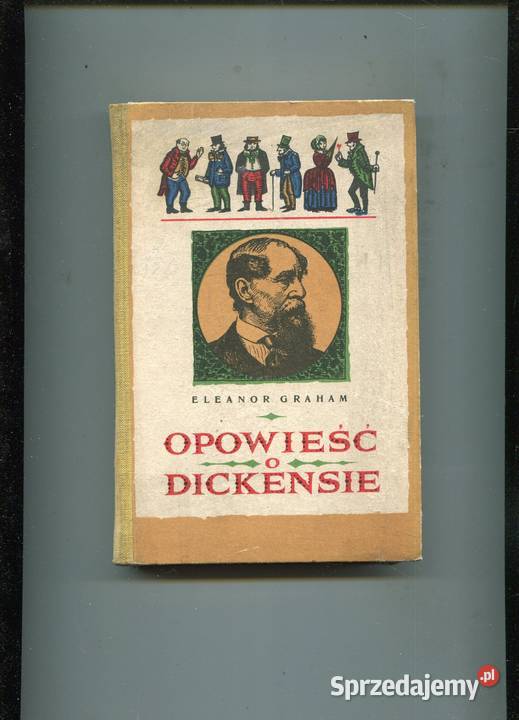 ELEANOR GRAHAM
OPOWIEŚĆ
O
DICKENSIE
Sprzedajemy.pl